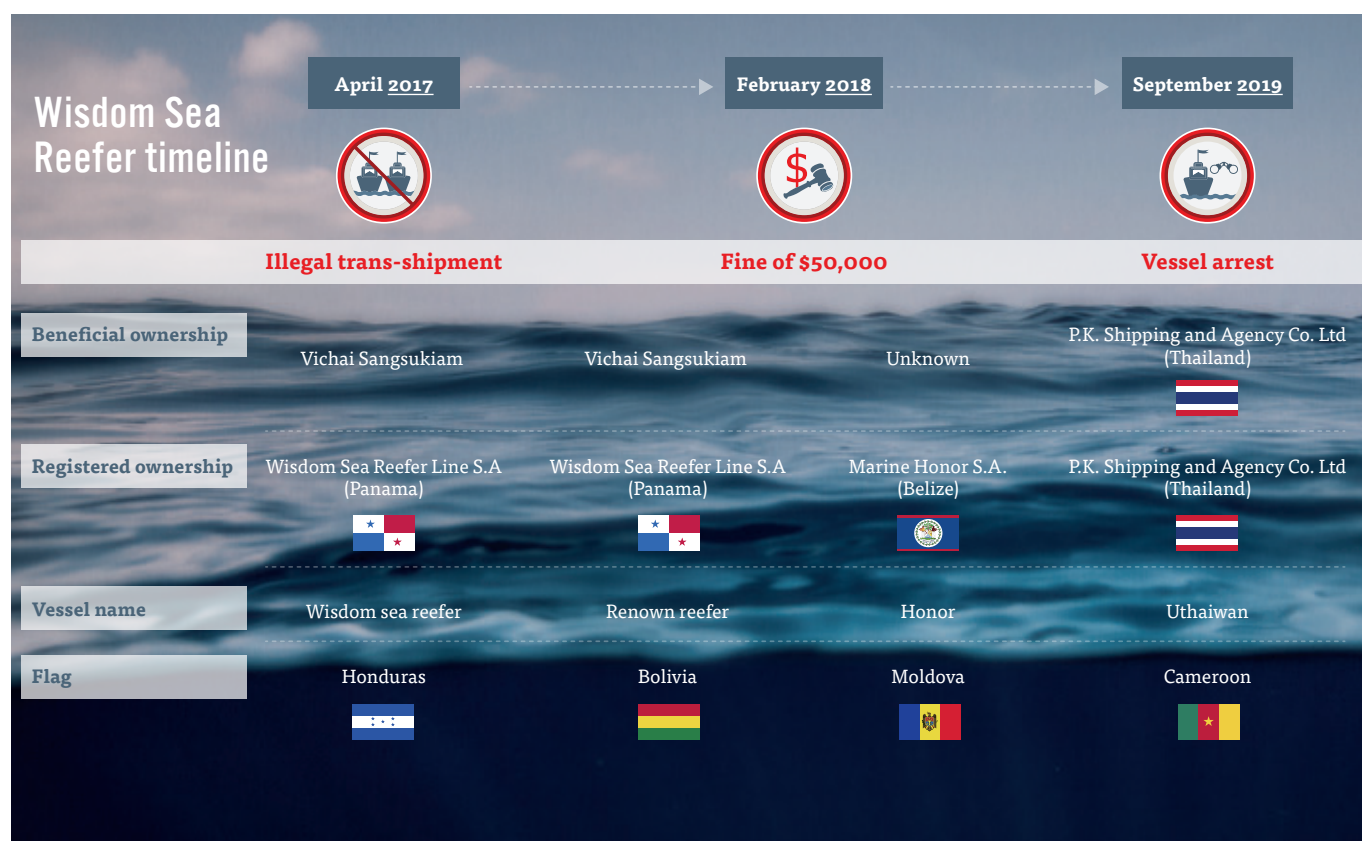 Wisdom Sea
Reefer timeline
April 2017
February 2018
September 2019
$
Illegal trans-shipment
Fine of $50,000
Vessel arrest
Beneficial ownership
Vichai Sangsukiam
Vichai Sangsukiam
Unknown
P.K. Shipping and Agency Co. Ltd
(Thailand)
Registered ownership
Wisdom Sea Reefer Line S.A
(Panama)
Wisdom Sea Reefer Line S.A
(Panama)
Marine Honor S.A.
(Belize)
P.K. Shipping and Agency Co. Ltd
(Thailand)
Vessel name
Wisdom sea reefer
Renown reefer
Honor
Uthaiwan
Flag
Honduras
Bolivia
Moldova
Cameroon